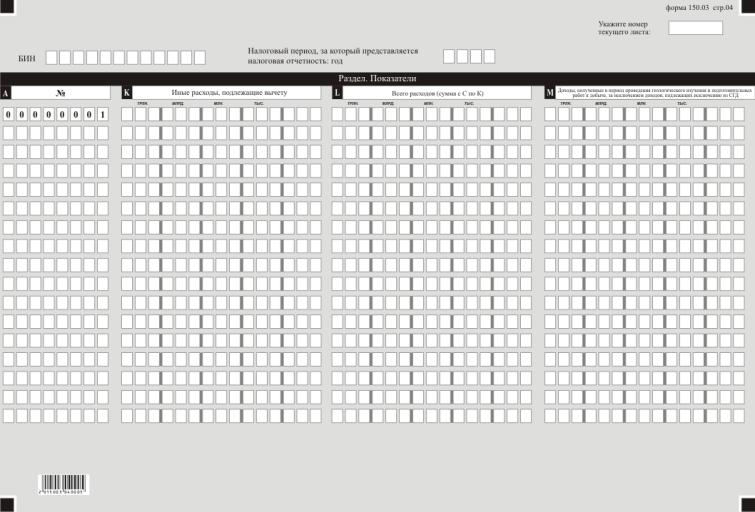 форма 150.03 стр.04
Укажите номер
текущего листа:
БИН
Налоговый период, за который представляется
налоговая отчетность: год
Раздел. Показатели
A № K Иные расходы, подлежащие вычету L Всего расходов (сумма с C по K) M Доходы, полученные в период проведения геологического изучения и подготовительных
работ к добыче, за исключением доходов, подлежащих исключению из СГД
трлн. млрд. млн. тыс. трлн. млрд. млн. тыс. трлн. млрд. млн. тыс.
0 0 0 0 0 0 0 1